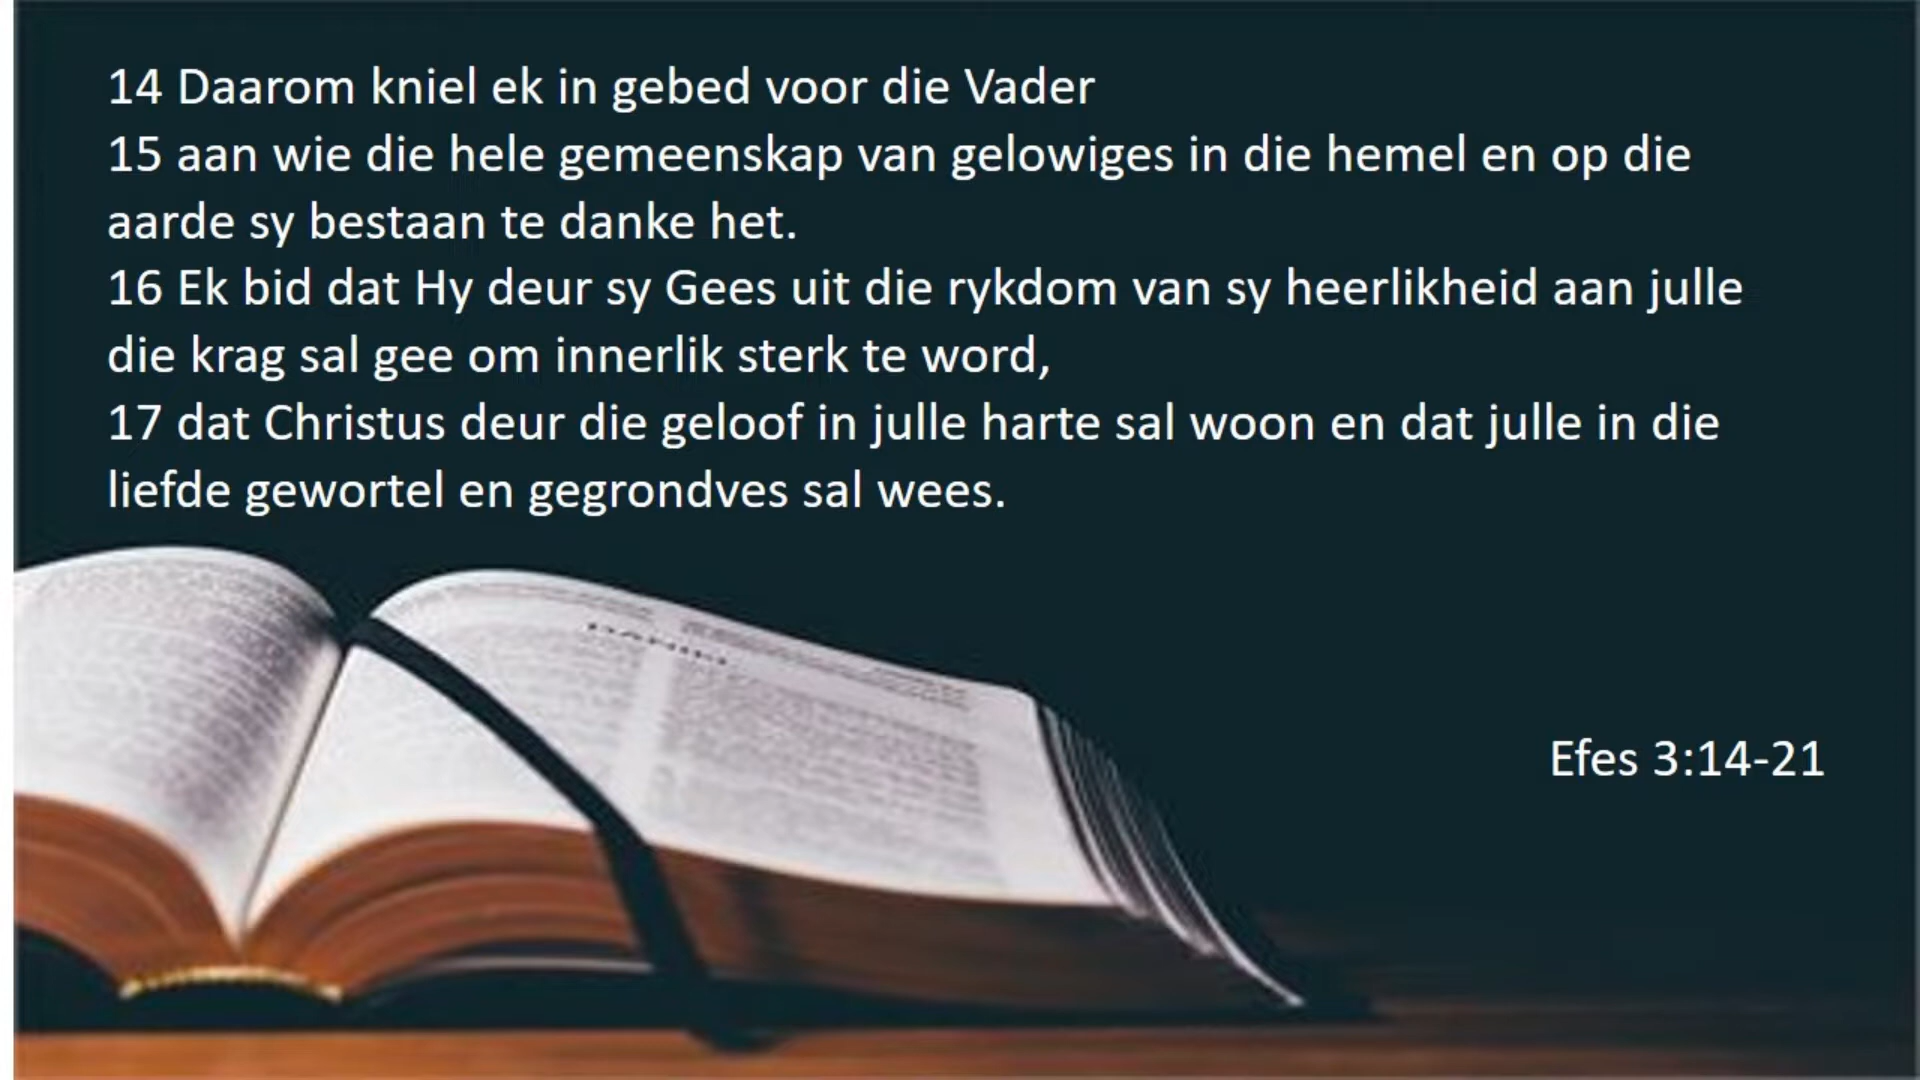 14 Daarom kniel ek in gebed voor die Vader
15 aan wie die hele gemeenskap van gelowiges in die hemel en op die
aarde sy bestaan te danke het.
16 Ek bid dat Hy deur sy Gees uit die rykdom van sy heerlikheid aan julle
die krag sal gee om innerlik sterk te word,
17 dat Christus deur die geloof in julle harte sal woon en dat julle in die
liefde gewortel en gegrondves sal wees.
Efes 3:14-21